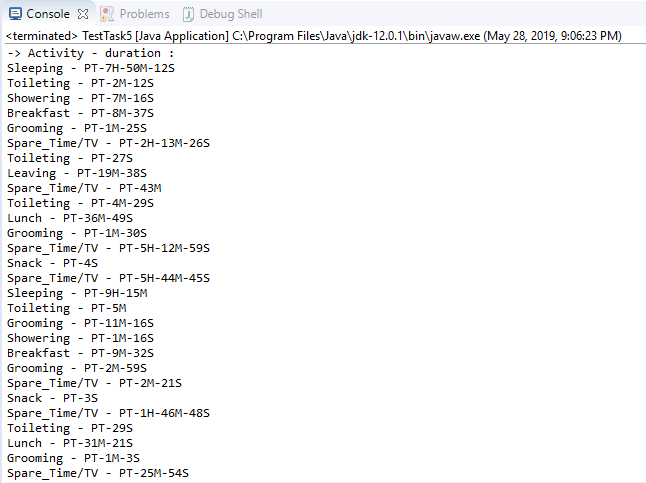 Console Problems Debug Shell
<terminated> TestTask5 [Java Application] C:\Program Files\Java\jdk-12.0.1\bin\javaw.exe (May 28, 2019, 9:06:23 PM)
-> Activity - duration :
Sleeping - PT-7H-50M-12S
Toileting - PT-2M-12S
Showering - PT-7M-16S
Breakfast - PT-8M-37S
Grooming - PT-1M-25S
Spare_Time/TV - PT-2H-13M-26S
Toileting - PT-27S
Leaving - PT-19M-38S
Spare_Time/TV - PT-43M
Toileting - PT-4M-29S
Lunch - PT-36M-49S
Grooming - PT-1M-30S
Spare_Time/TV - PT-5H-12M-59S
Snack - PT-4S
Spare_Time/TV - PT-5H-44M-45S
Sleeping - PT-9H-15M
Toileting - PT-5M
Grooming - PT-11M-16S
Showering - PT-1M-16S
Breakfast - PT-9M-32S
Grooming - PT-2M-59S
Spare_Time/TV - PT-2M-21S
Snack - PT-3S
Spare_Time/TV - PT-1H-46M-48S
Toileting - PT-29S
Lunch - PT-31M-21S
Grooming - PT-1M-3S
Spare_Time/TV - PT-25M-54S